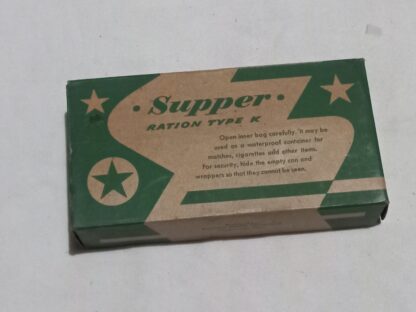 • Supper •
RATION TYPE K
Open inner bag carefully. It may be
used as a waterproof container for
matches, cigarettes and other items.
For security, hide the empty can and
wrappers so that they cannot be seen.